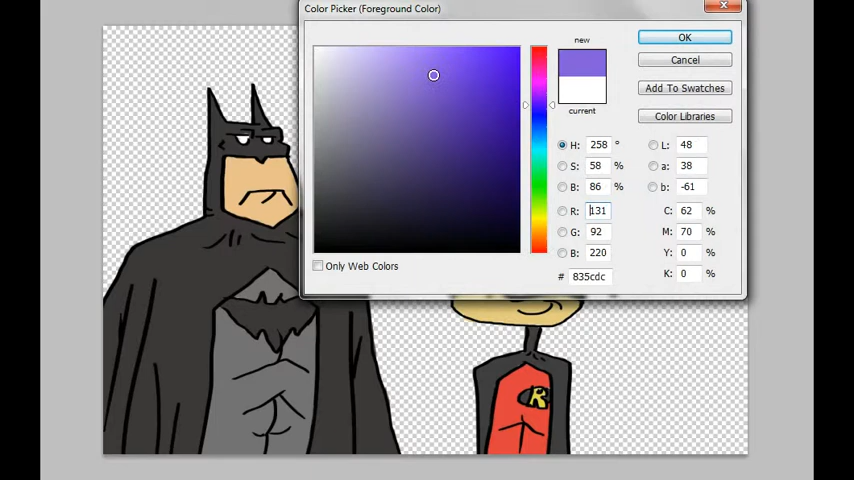 Color Picker (Foreground Color)
new
OK
Cancel
Add To Swatches
current
Color Libraries
H: 258 °
L: 48
S: 58 %
a: 38
B: 86 %
b: -61
R: 131
C: 62 %
G: 92
M: 70 %
B: 220
Y: 0 %
Only Web Colors
# 835cdc
K: 0 %
R